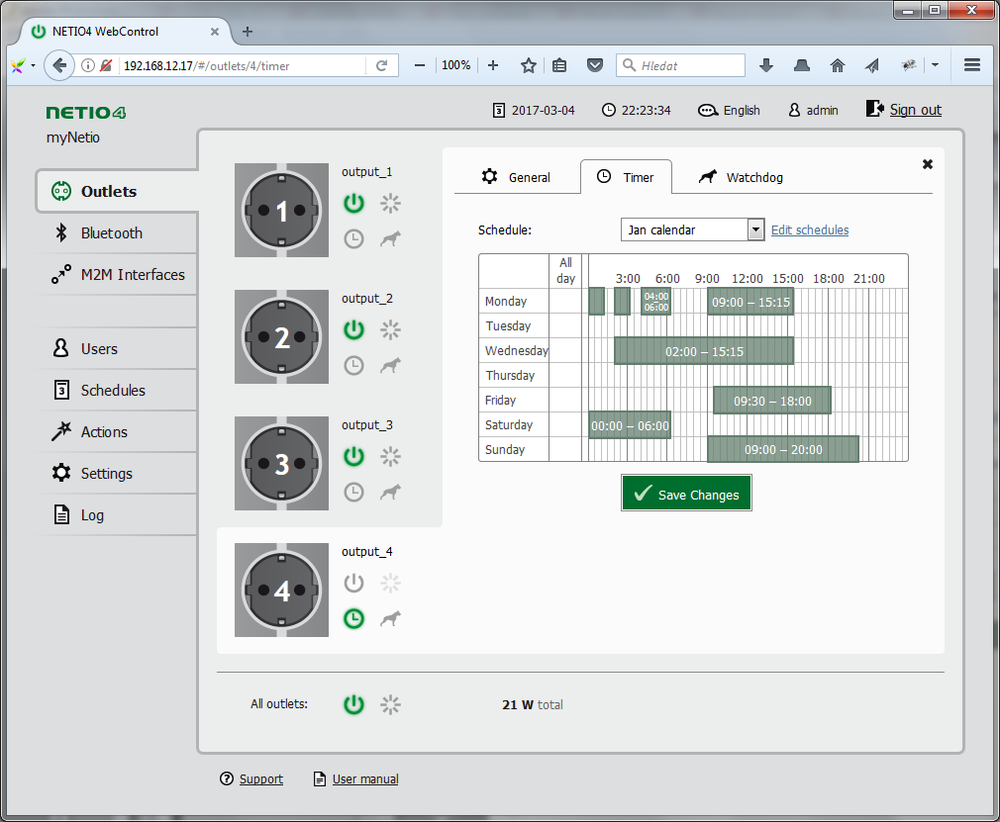 NETIO4 WebControl
192.168.12.17/#/outlets/4/timer
100%
Hledat
NETIO4
myNetio
3 2017-03-04
22:23:34
English
admin
Sign out
Outlets
Bluetooth
M2M Interfaces
Users
3 Schedules
Actions
Settings
Log
1
output_1
2
output_2
3
output_3
4
output_4
General
Timer
Watchdog
Schedule:
Jan calendar
Edit schedules
All
day
3:00 6:00 9:00 12:00 15:00 18:00 21:00
Monday
04:00
06:00
09:00 – 15:15
Tuesday
Wednesday
02:00 – 15:15
Thursday
Friday
09:30 – 18:00
Saturday
00:00 – 06:00
Sunday
09:00 – 20:00
Save Changes
All outlets:
21 W total
Support
User manual